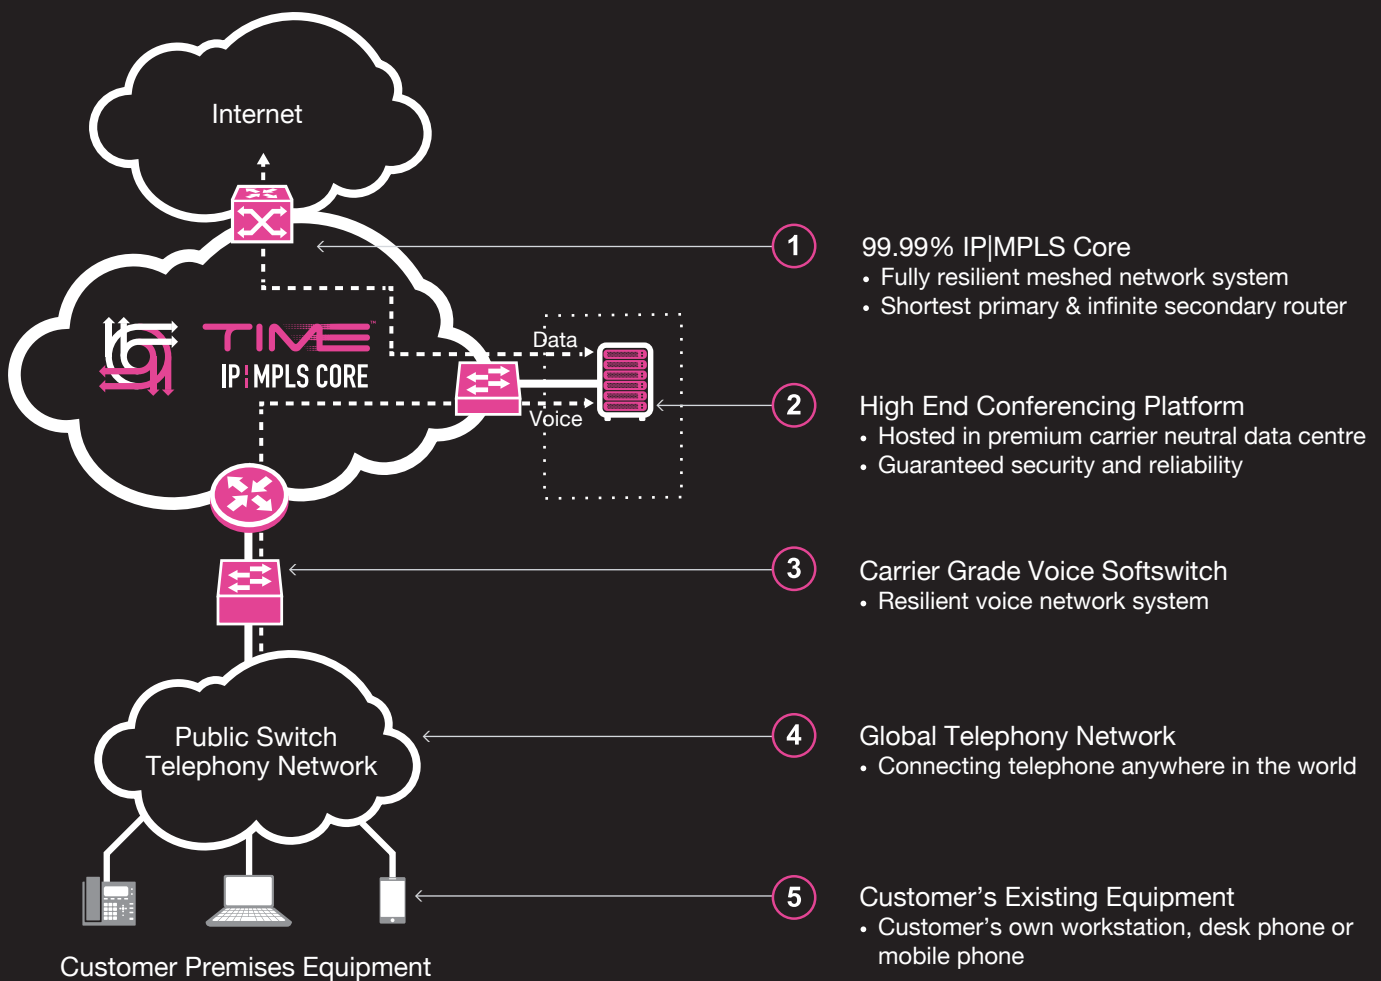 Internet
TIME™
IP¦MPLS CORE
Data
Voice
Public Switch
Telephony Network
Customer Premises Equipment
1
99.99% IP|MPLS Core
• Fully resilient meshed network system
• Shortest primary & infinite secondary router
2
High End Conferencing Platform
• Hosted in premium carrier neutral data centre
• Guaranteed security and reliability
3
Carrier Grade Voice Softswitch
• Resilient voice network system
4
Global Telephony Network
• Connecting telephone anywhere in the world
5
Customer’s Existing Equipment
• Customer’s own workstation, desk phone or
mobile phone